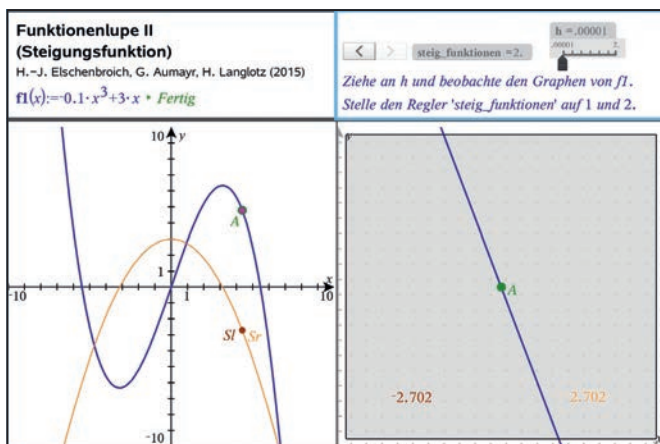 Funktionenlupe II
(Steigungsfunktion)
H.-J. Elschenbroich, G. Aumayr, H. Langlotz (2015)
f1(x):=-0.1·x³+3·x ▸ Fertig
steig_funktionen =2.
h =.00001
.00001 2.
Ziehe an h und beobachte den Graphen von f1.
Stelle den Regler 'steig_funktionen' auf 1 und 2.
10 y
A
1
x
-10 1 10
Sl Sr
-10
y
A
-2.702 2.702